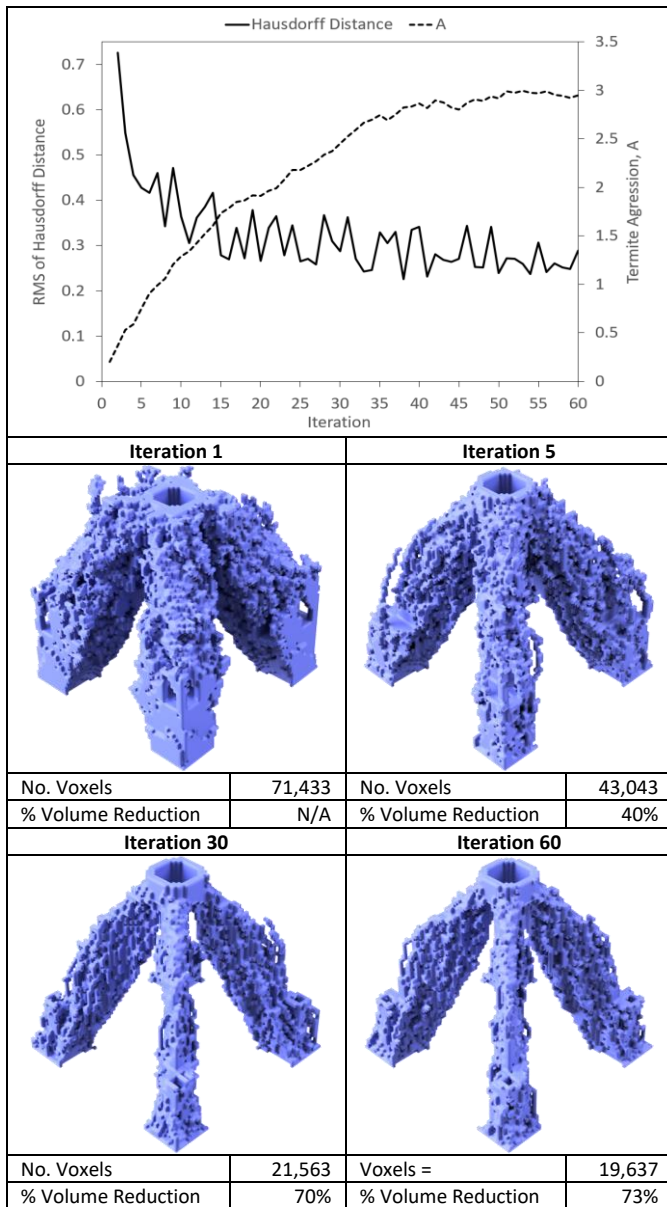 Hausdorff Distance A
RMS of Hausdorff Distance
0.7
0.6
0.5
0.4
0.3
0.2
0.1
0
3.5
3
2.5
2
1.5
1
0.5
0
Termite Agression, A
0 5 10 15 20 25 30 35 40 45 50 55 60
Iteration
Iteration 1 Iteration 5
No. Voxels 71,433 No. Voxels 43,043
% Volume Reduction N/A % Volume Reduction 40%
Iteration 30 Iteration 60
No. Voxels 21,563 Voxels = 19,637
% Volume Reduction 70% % Volume Reduction 73%